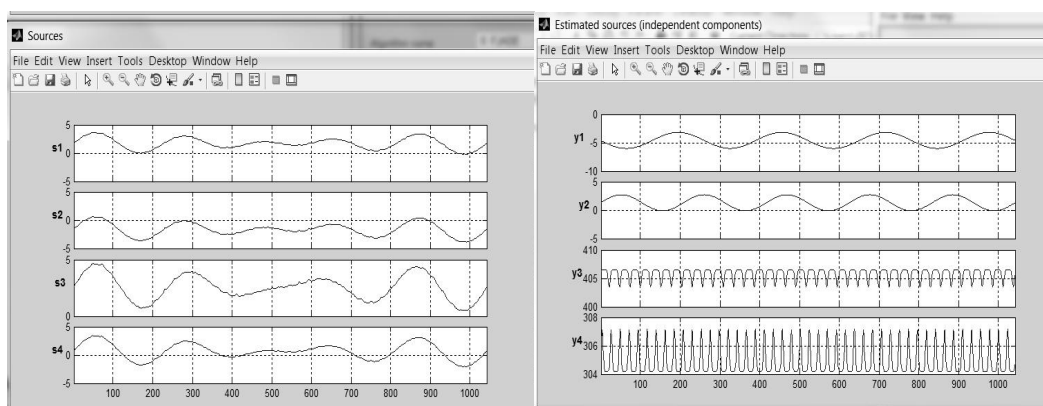 Sources
File Edit View Insert Tools Desktop Window Help
5
s1
0
-5
5
s2
0
-5
5
s3
0
5
s4
0
-5
100 200 300 400 500 600 700 800 900 1000
Estimated sources (independent components)
File Edit View Insert Tools Desktop Window Help
0
y1
-5
-10
5
y2
0
-5
410
y3
405
400
308
y4
306
304
100 200 300 400 500 600 700 800 900 1000